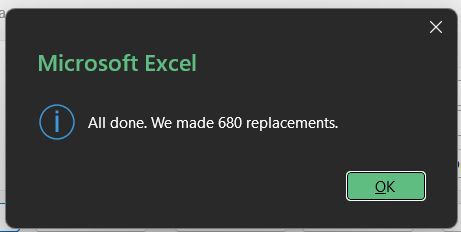 Microsoft Excel
All done. We made 680 replacements.
OK